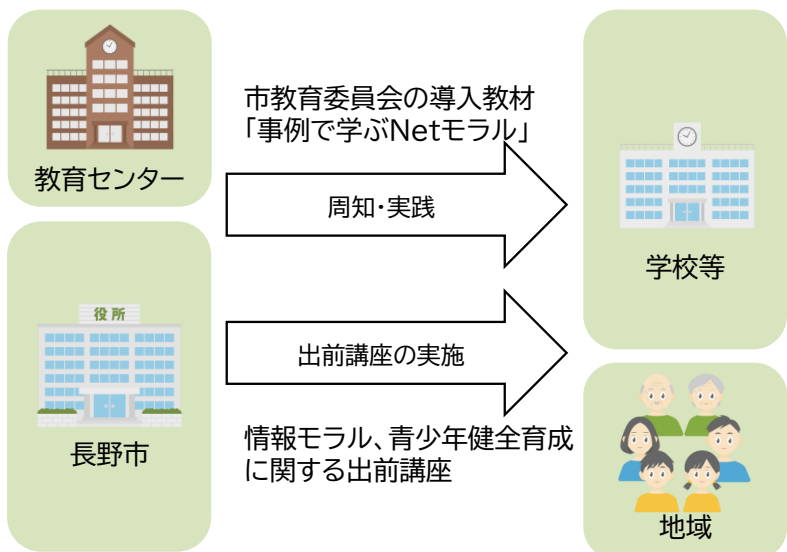 市教育委員会の導入教材
「事例で学ぶNetモラル」
教育センター
周知・実践
学校等
役所
出前講座の実施
長野市
情報モラル、青少年健全育成
に関する出前講座
地域